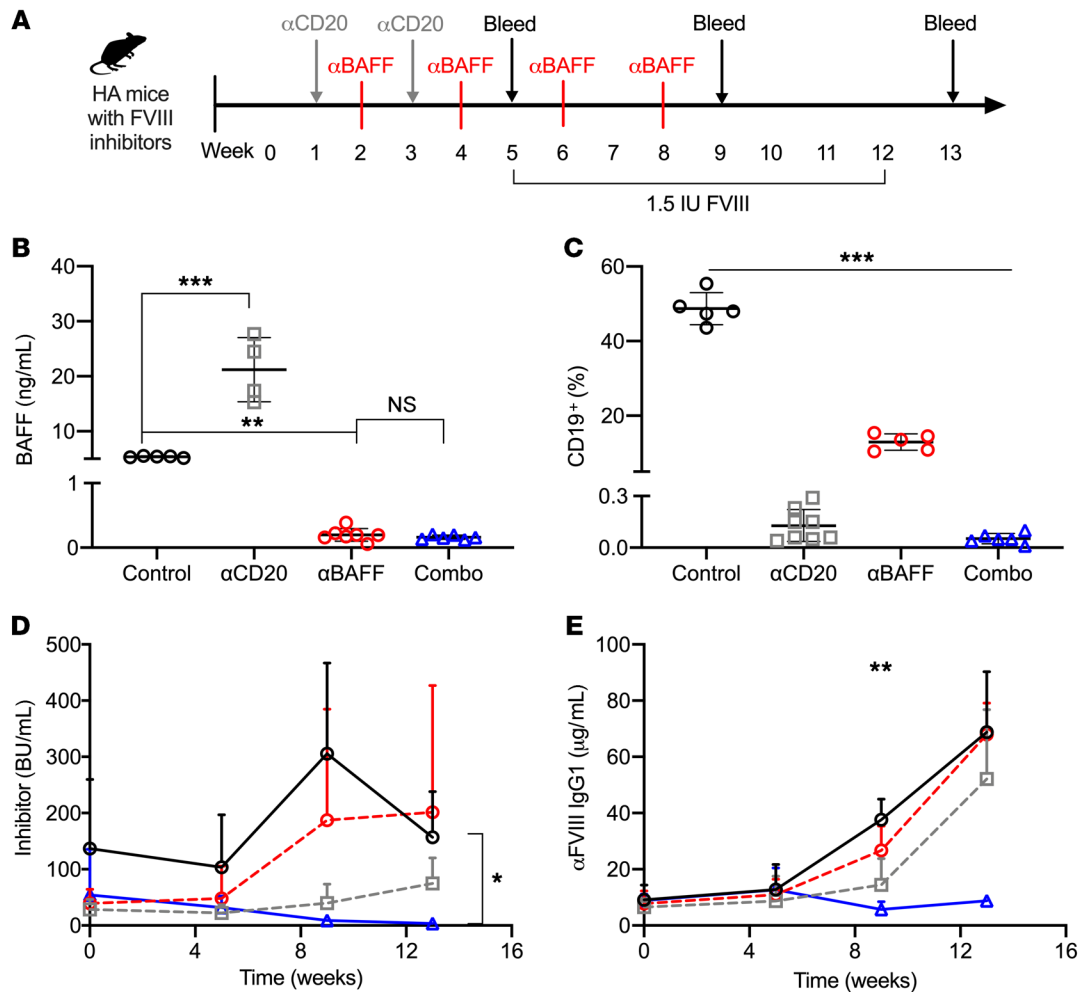 A
αCD20 αCD20 Bleed Bleed Bleed
αBAFF αBAFF αBAFF αBAFF
HA mice
with FVIII
inhibitors
Week 0 1 2 3 4 5 6 7 8 9 10 11 12 13
1.5 IU FVIII
B
BAFF (ng/mL)
40
30
20
10
1
0
***
**
NS
Control αCD20 αBAFF Combo
C
CD19⁺ (%)
60
40
20
0.3
0.0
***
Control αCD20 αBAFF Combo
D
Inhibitor (BU/mL)
500
400
300
200
100
0
*
0 4 8 12 16
Time (weeks)
E
αFVIII IgG1 (μg/mL)
100
80
60
40
20
0
**
0 4 8 12 16
Time (weeks)